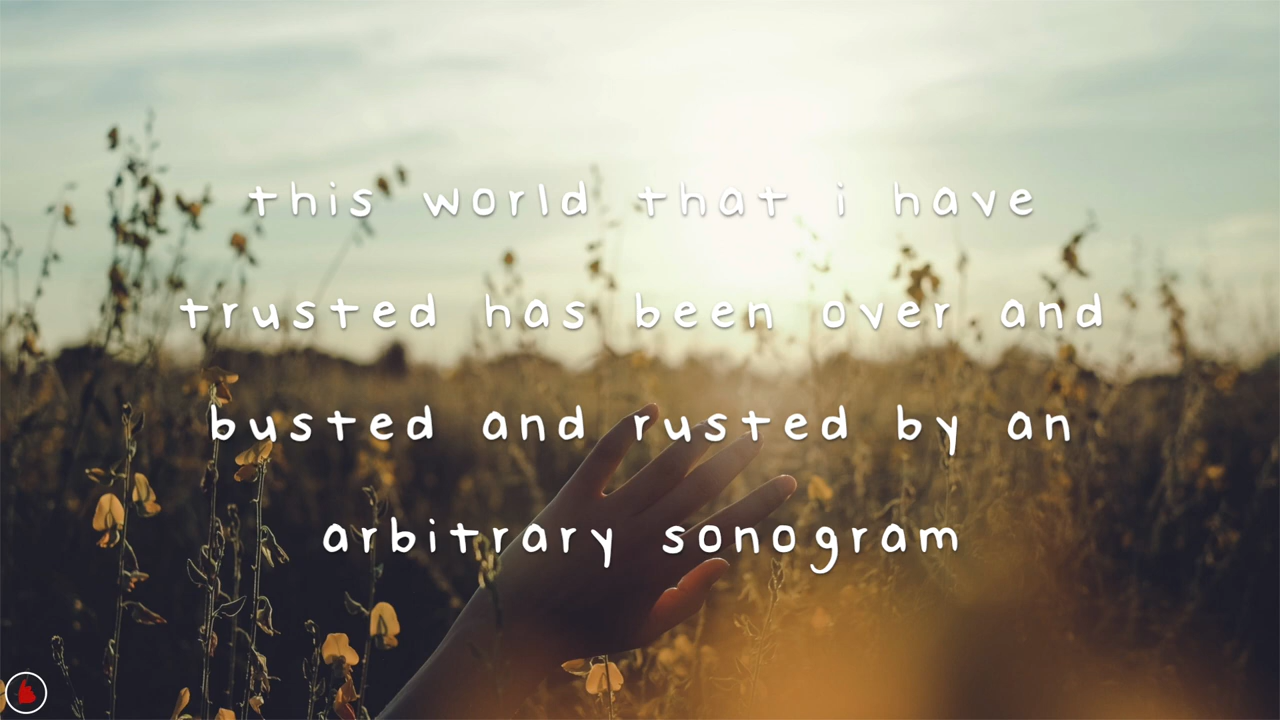 this world that i have
trusted has been over and
busted and rusted by an
arbitrary sonogram